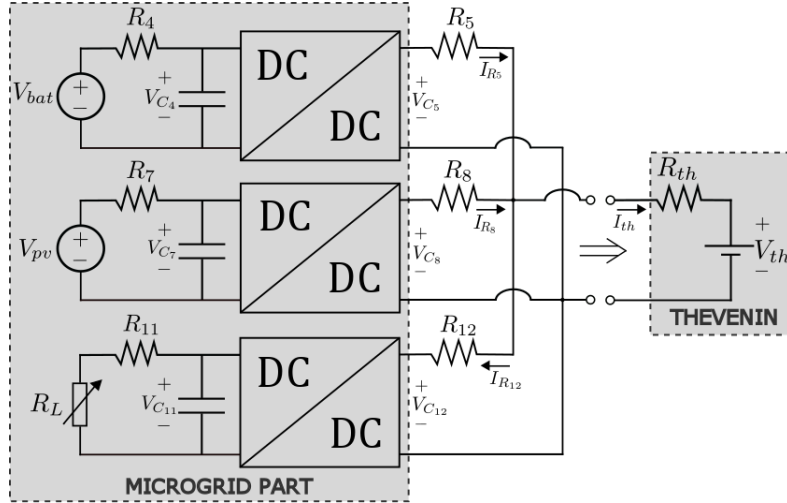 R4
R5
DC
DC
Vbat
+
−
+
VC4
−
+
VC5
−
IR5
R7
R8
Rth
DC
DC
Vpv
+
−
+
VC7
−
+
VC8
−
IR8
Ith
+
Vth
−
THEVENIN
R11
R12
DC
DC
RL
+
VC11
−
+
VC12
−
IR12
MICROGRID PART